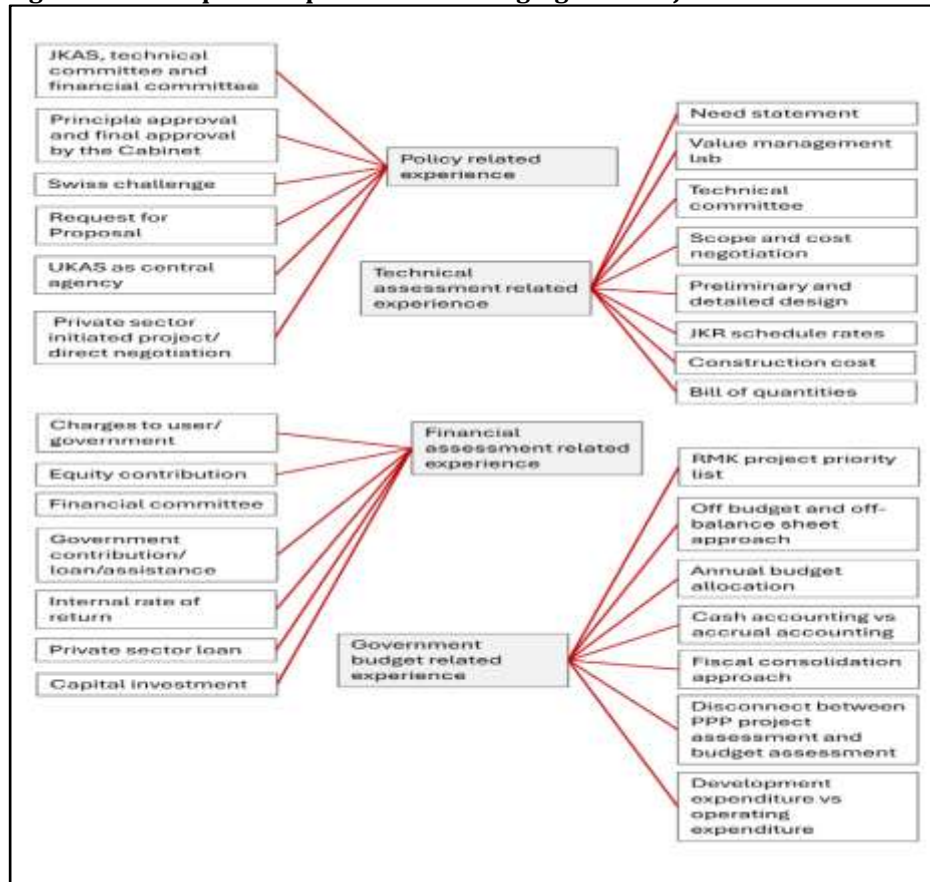 JKAS, technical
committee and
financial committee
Principle approval
and final approval
by the Cabinet
Swiss challenge
Request for
Proposal
UKAS as central
agency
Private sector
initiated project/
direct negotiation
Policy related
experience
Need statement
Value management
lab
Technical
committee
Scope and cost
negotiation
Preliminary and
detailed design
JKR schedule rates
Construction cost
Bill of quantities
Technical
assessment related
experience
Charges to user/
government
Equity contribution
Financial committee
Government
contribution/
loan/assistance
Internal rate of
return
Private sector loan
Capital investment
Financial
assessment related
experience
RMK project priority
list
Off budget and off-
balance sheet
approach
Annual budget
allocation
Cash accounting vs
accrual accounting
Fiscal consolidation
approach
Disconnect between
PPP project
assessment and
budget assessment
Development
expenditure vs
operating
expenditure
Government
budget related
experience